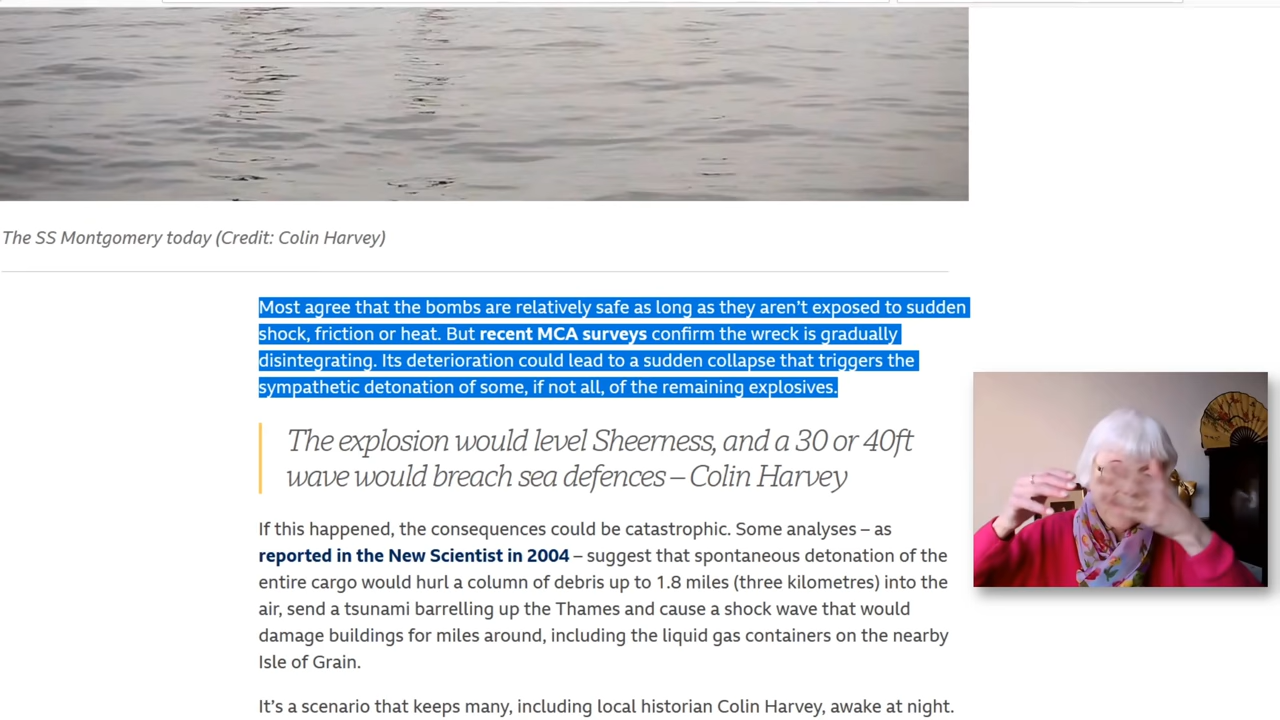 The SS Montgomery today (Credit: Colin Harvey)
Most agree that the bombs are relatively safe as long as they aren’t exposed to sudden
shock, friction or heat. But recent MCA surveys confirm the wreck is gradually
disintegrating. Its deterioration could lead to a sudden collapse that triggers the
sympathetic detonation of some, if not all, of the remaining explosives.
The explosion would level Sheerness, and a 30 or 40ft
wave would breach sea defences – Colin Harvey
If this happened, the consequences could be catastrophic. Some analyses – as
reported in the New Scientist in 2004 – suggest that spontaneous detonation of the
entire cargo would hurl a column of debris up to 1.8 miles (three kilometres) into the
air, send a tsunami barrelling up the Thames and cause a shock wave that would
damage buildings for miles around, including the liquid gas containers on the nearby
Isle of Grain.
It’s a scenario that keeps many, including local historian Colin Harvey, awake at night.